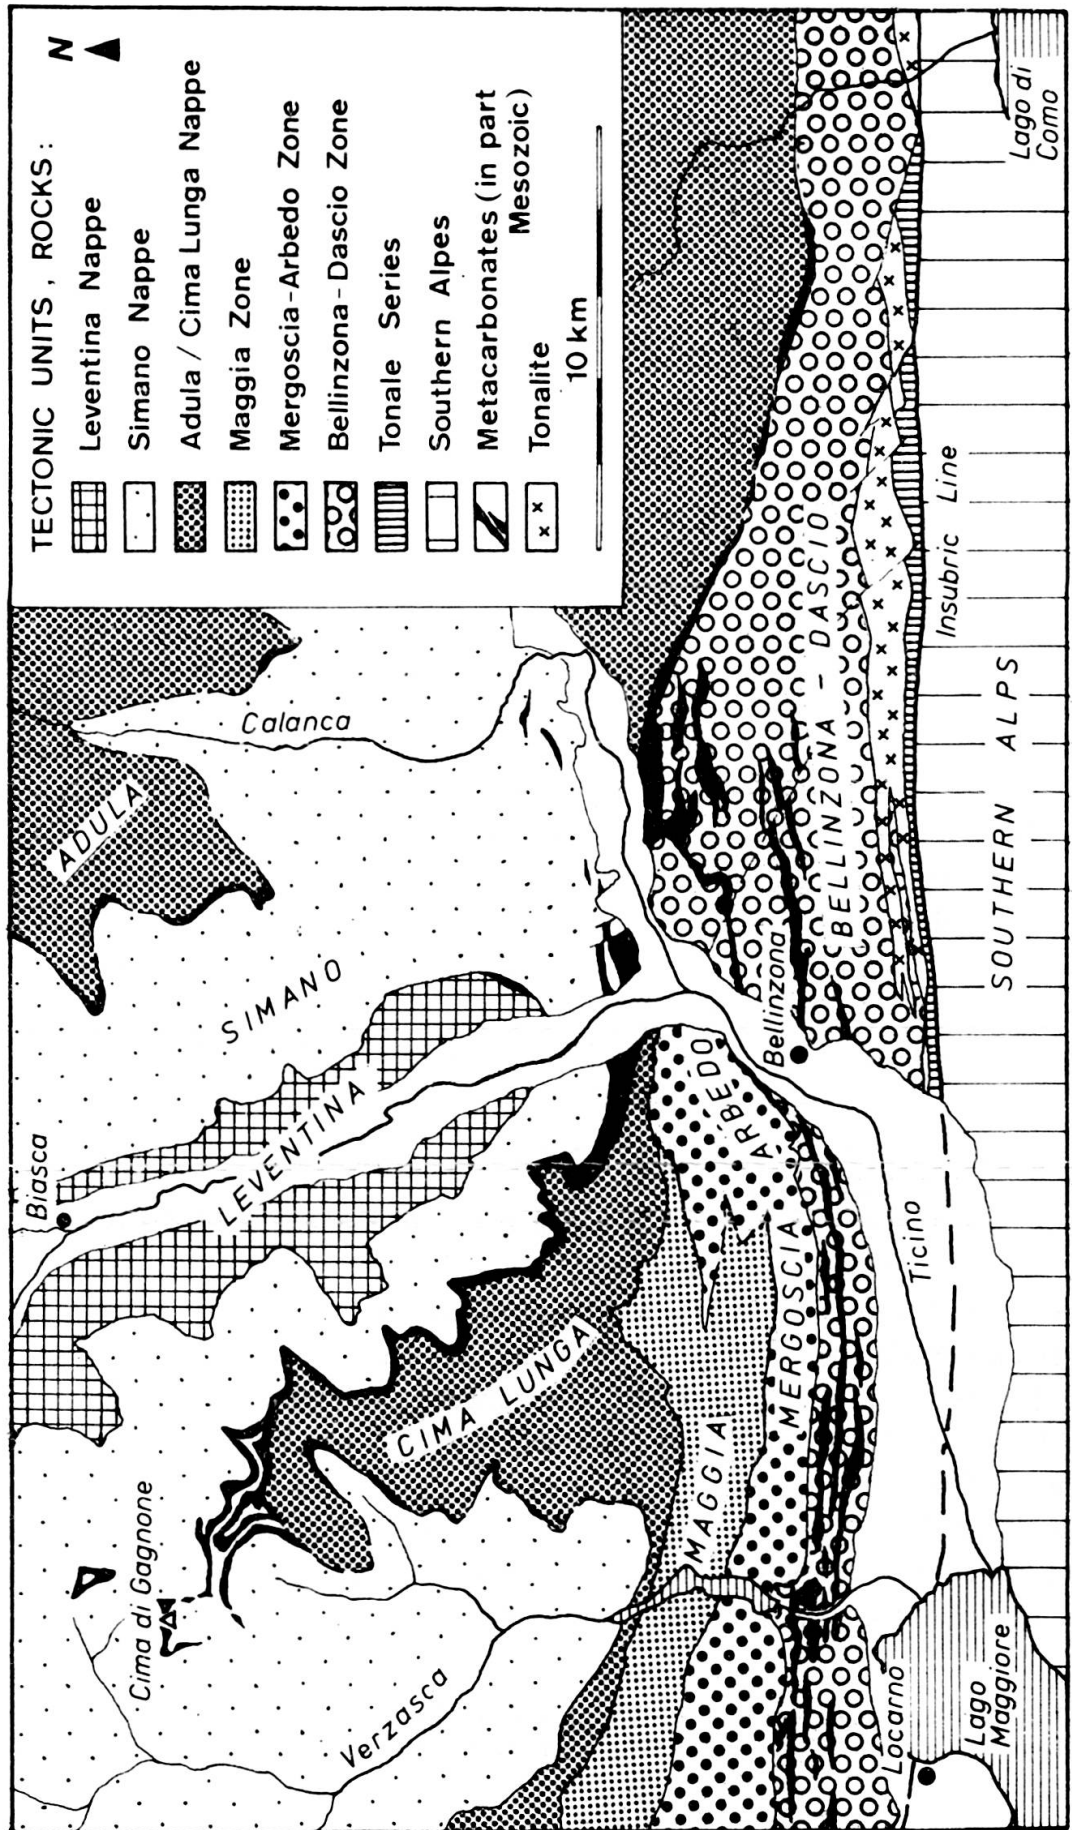 TECTONIC UNITS, ROCKS:
N
Leventina Nappe
Simano Nappe
Adula / Cima Lunga Nappe
Maggia Zone
Mergoscia-Arbedo Zone
Bellinzona-Dascio Zone
Tonale Series
Southern Alpes
Metacarbonates (in part
Mesozoic)
Tonalite
10 km
Biasca
ADULA
Calanca
SIMANO
LEVENTINA
Cima di Gagnone
CIMA LUNGA
Verzasca
MAGGIA
MERGOSCIA
ARBEDO
Bellinzona
BELLINZONA - DASCIO
Insubric Line
SOUTHERN ALPS
Ticino
Locarno
Lago
Maggiore
Lago di
Como